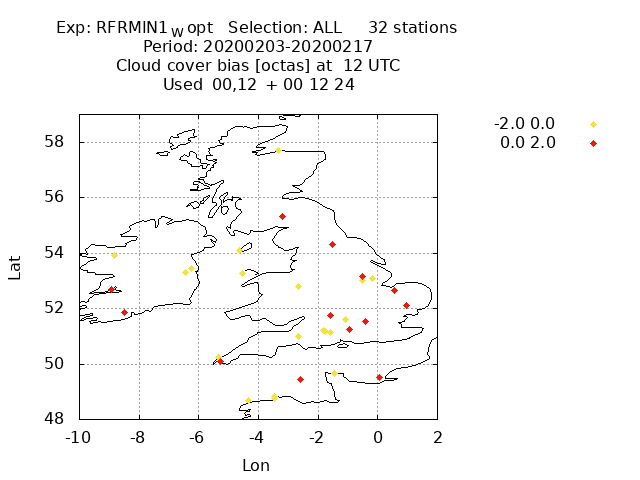 Exp: RFRMIN1_W opt Selection: ALL 32 stations
Period: 20200203-20200217
Cloud cover bias [octas] at 12 UTC
Used 00,12 + 00 12 24
-2.0 0.0
0.0 2.0
58
56
54
52
50
48
Lat
-10 -8 -6 -4 -2 0 2
Lon